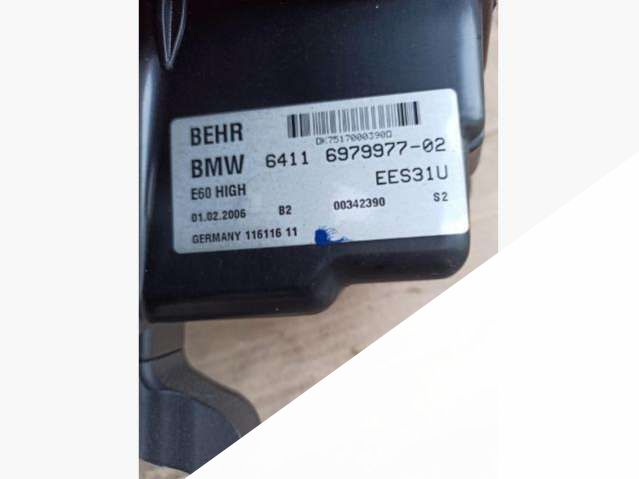 BEHR
DK7517000390Q
BMW 6411 6979977-02
E60 HIGH EES31U
01.02.2006 B2 00342390 S2
GERMANY 116116 11